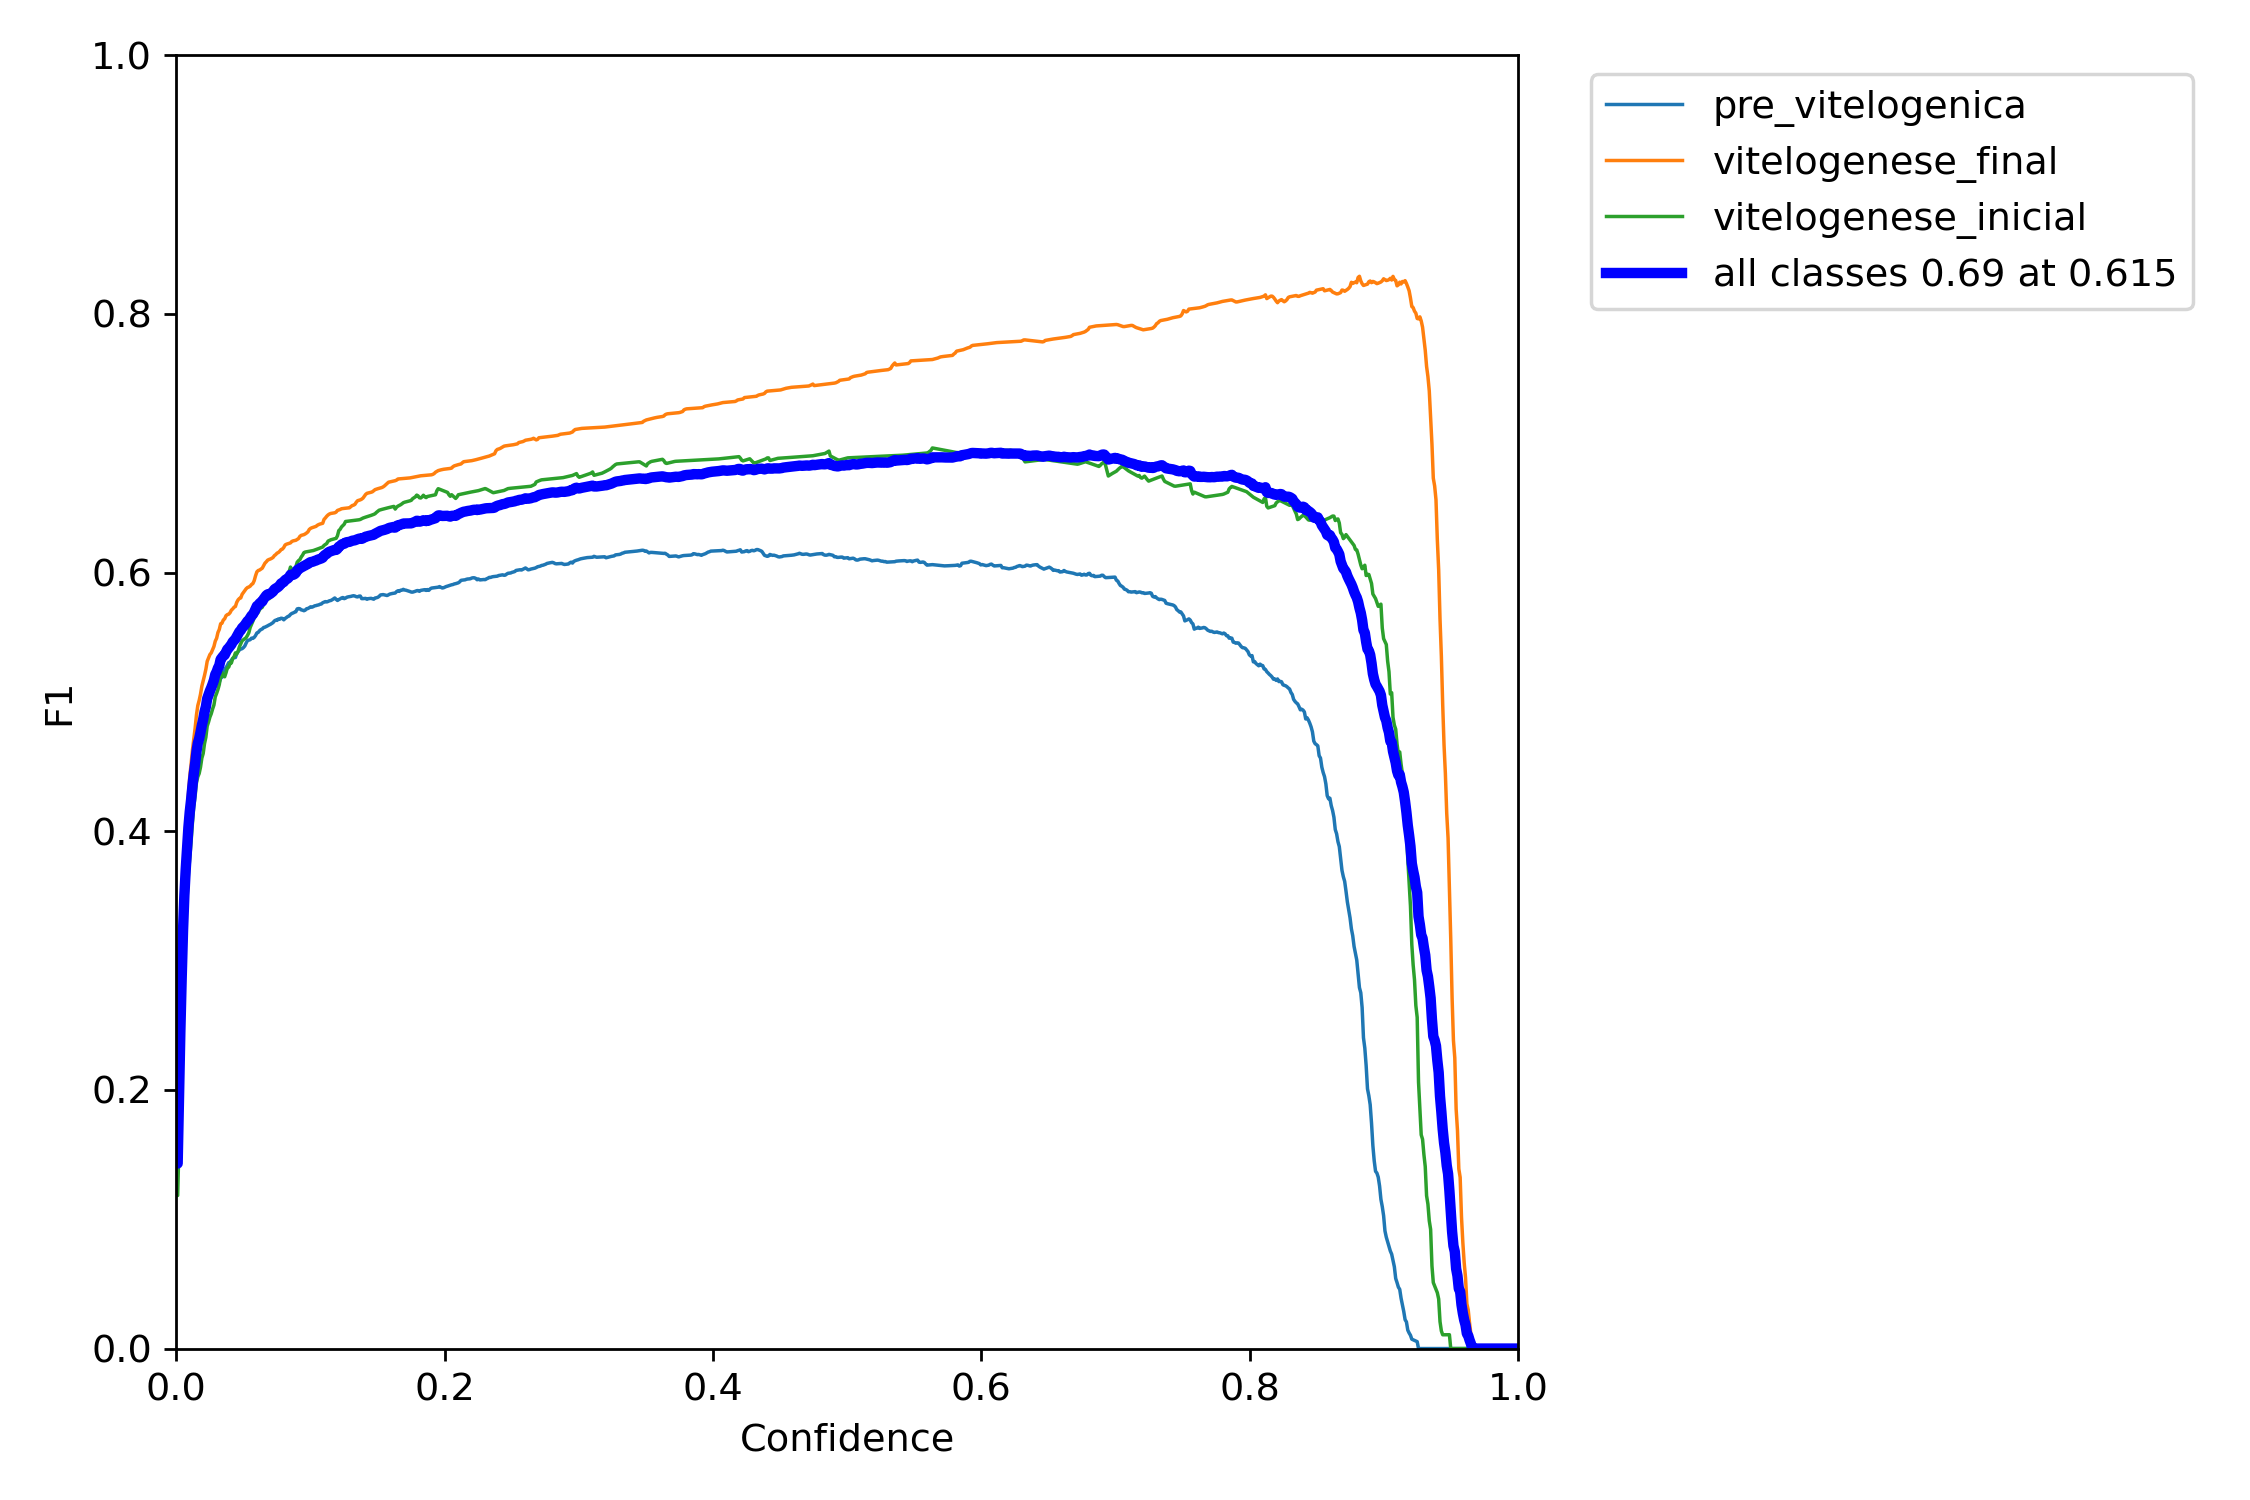 1.0
0.8
0.6
0.4
0.2
0.0
F1
0.0 0.2 0.4 0.6 0.8 1.0
Confidence
pre_vitelogenica
vitelogenese_final
vitelogenese_inicial
all classes 0.69 at 0.615